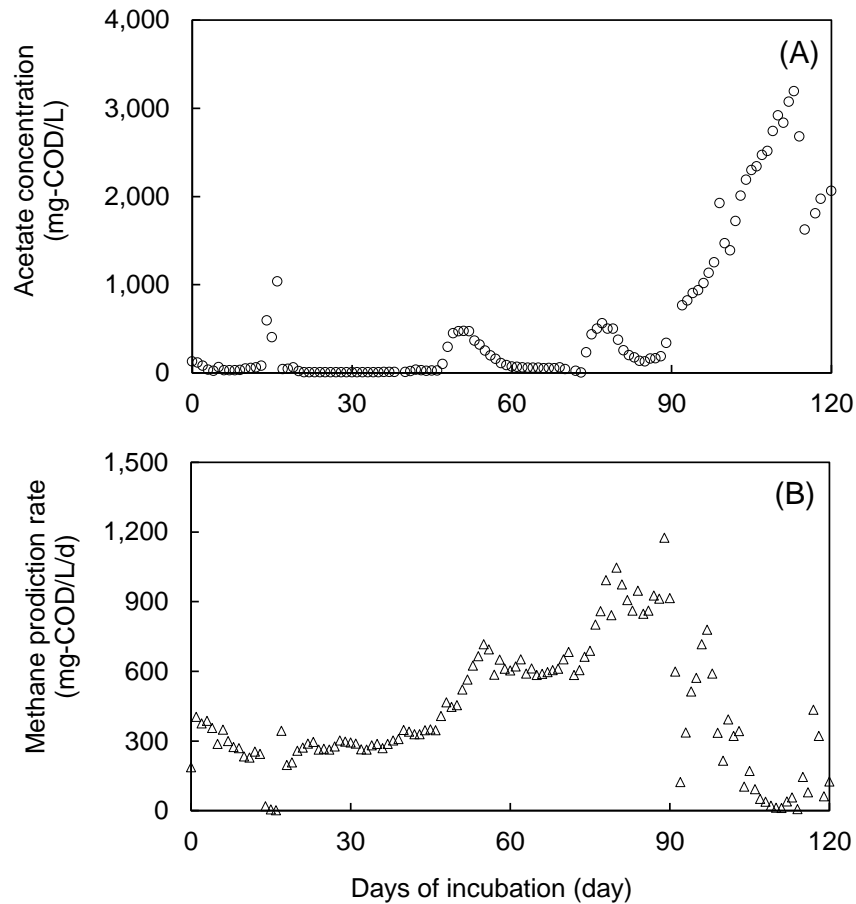 4,000
(A)
3,000
2,000
1,000
0
Acetate concentration
(mg-COD/L)
0 30 60 90 120
1,500
(B)
1,200
900
600
300
0
Methane prodiction rate
(mg-COD/L/d)
0 30 60 90 120
Days of incubation (day)